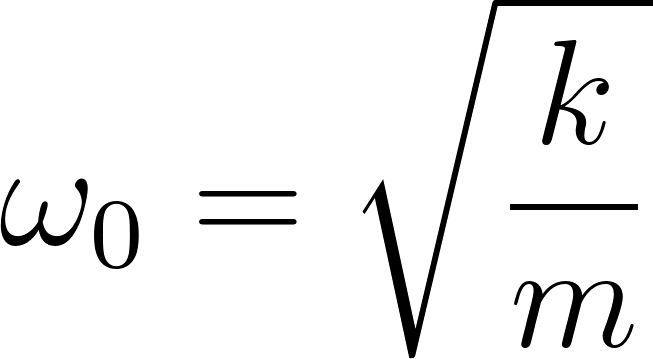 ω₀ = √(k/m)